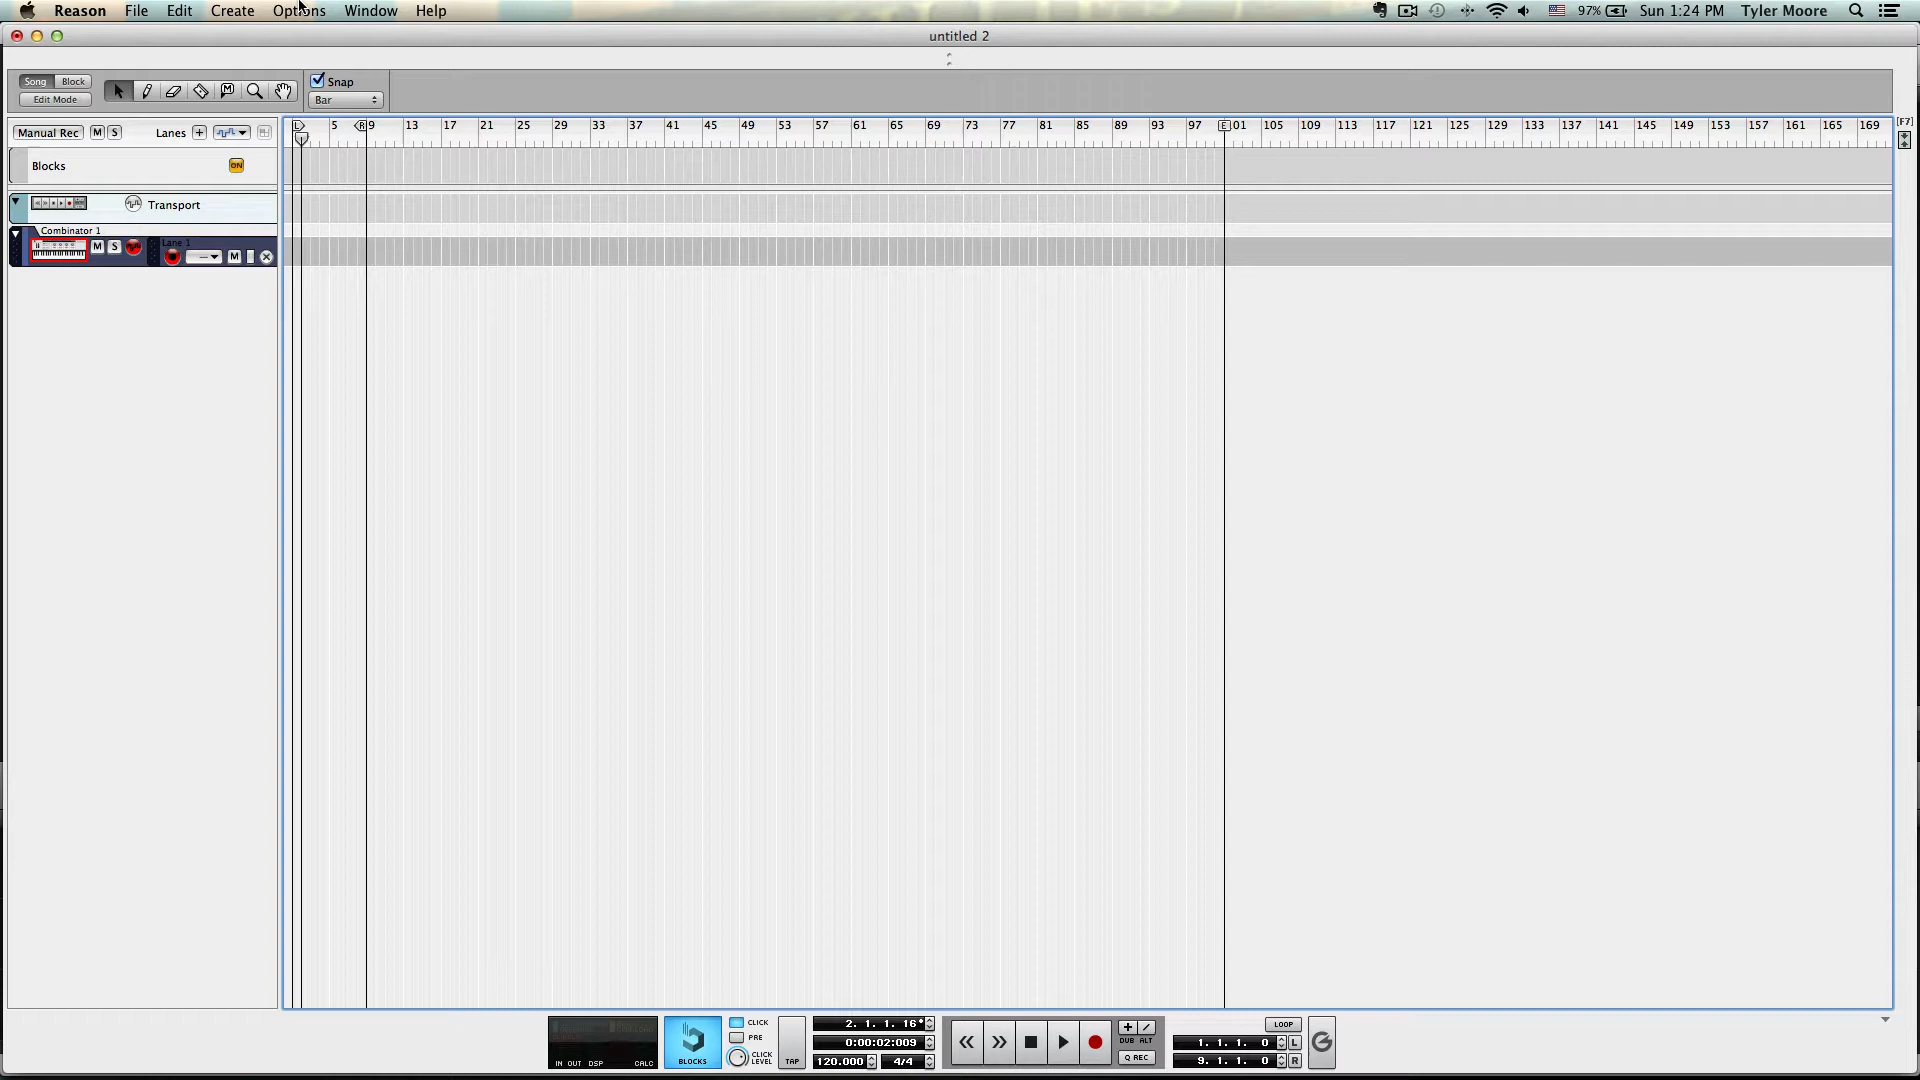 Reason File Edit Create Options Window Help 97% Sun 1:24 PM Tyler Moore
untitled 2
Song Block Snap
Edit Mode Bar
Manual Rec M S Lanes + L 5 R 9 13 17 21 25 29 33 37 41 45 49 53 57 61 65 69 73 77 81 85 89 93 97 E 01 105 109 113 117 121 125 129 133 137 141 145 149 153 157 161 165 169 [F7]
Blocks ON
Transport
Combinator 1
M S Lane 1
M
CLICK 2. 1. 1. 16* LOOP
PRE 0:00:02:009 DUB ALT 1. 1. 1. 0 L
IN OUT DSP CALC BLOCKS CLICK LEVEL TAP 120.000 4/4 Q REC 9. 1. 1. 0 R